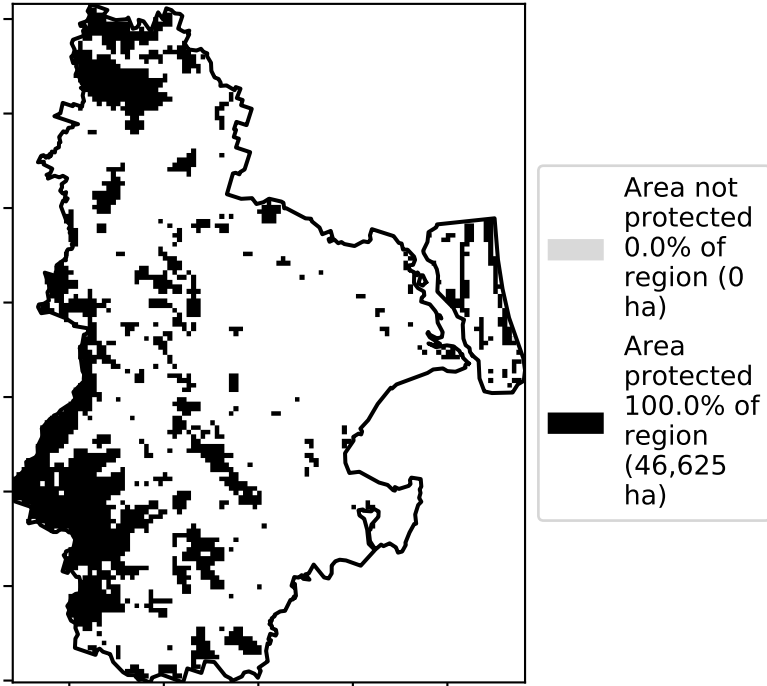 Area not
protected
0.0% of
region (0
ha)
Area
protected
100.0% of
region
(46,625
ha)